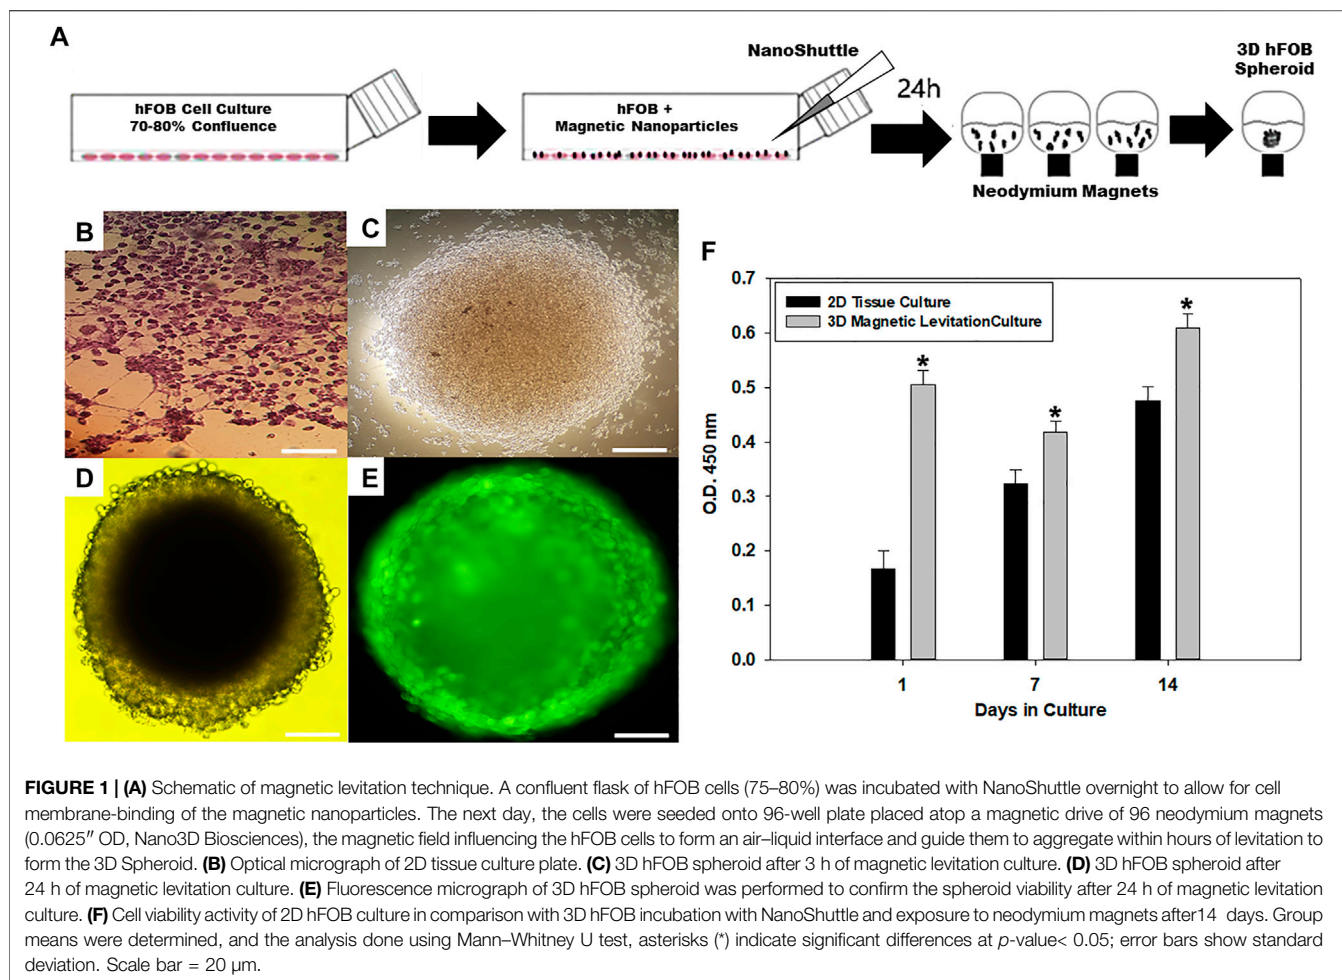 A
NanoShuttle
3D hFOB
Spheroid
hFOB Cell Culture
70-80% Confluence
hFOB +
Magnetic Nanoparticles
24h
Neodymium Magnets
B
C
D
E
F
0.7
0.6
0.5
0.4
0.3
0.2
0.1
0.0
O.D. 450 nm
2D Tissue Culture
3D Magnetic LevitationCulture
*
*
*
1 7 14
Days in Culture
FIGURE 1 | (A) Schematic of magnetic levitation technique. A confluent flask of hFOB cells (75–80%) was incubated with NanoShuttle overnight to allow for cell
membrane-binding of the magnetic nanoparticles. The next day, the cells were seeded onto 96-well plate placed atop a magnetic drive of 96 neodymium magnets
(0.0625″ OD, Nano3D Biosciences), the magnetic field influencing the hFOB cells to form an air–liquid interface and guide them to aggregate within hours of levitation to
form the 3D Spheroid. (B) Optical micrograph of 2D tissue culture plate. (C) 3D hFOB spheroid after 3 h of magnetic levitation culture. (D) 3D hFOB spheroid after
24 h of magnetic levitation culture. (E) Fluorescence micrograph of 3D hFOB spheroid was performed to confirm the spheroid viability after 24 h of magnetic levitation
culture. (F) Cell viability activity of 2D hFOB culture in comparison with 3D hFOB incubation with NanoShuttle and exposure to neodymium magnets after14 days. Group
means were determined, and the analysis done using Mann–Whitney U test, asterisks (*) indicate significant differences at p-value< 0.05; error bars show standard
deviation. Scale bar = 20 µm.